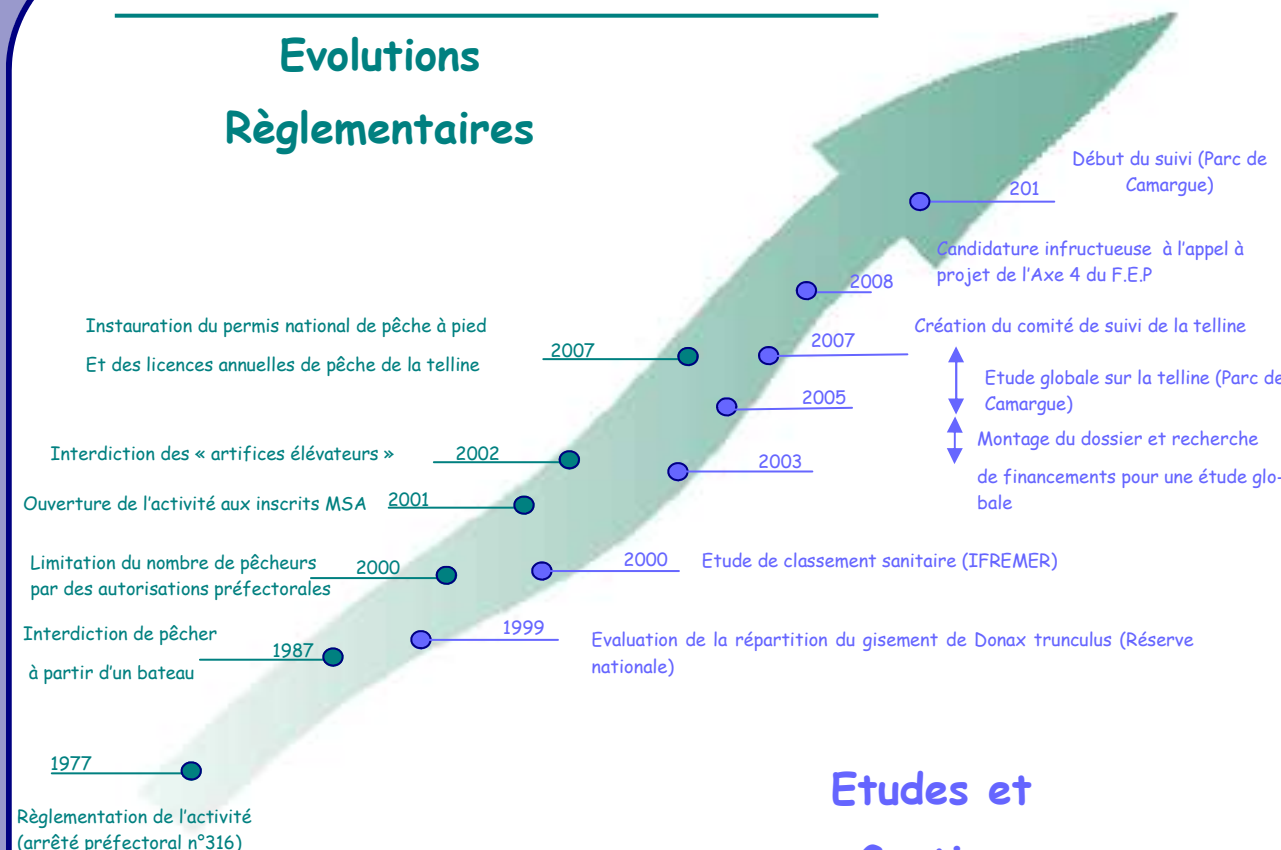 Evolutions
Règlementaires
Début du suivi (Parc de
Camargue)
201
Candidature infructueuse à l'appel à
projet de l'Axe 4 du F.E.P
2008
Instauration du permis national de pêche à pied
Et des licences annuelles de pêche de la telline
2007
Création du comité de suivi de la telline
2007
Etude globale sur la telline (Parc de
Camargue)
2005
Montage du dossier et recherche
de financements pour une étude glo-
bale
2003
Interdiction des « artifices élévateurs »
2002
Ouverture de l'activité aux inscrits MSA
2001
Limitation du nombre de pêcheurs
par des autorisations préfectorales
2000
2000
Etude de classement sanitaire (IFREMER)
Interdiction de pêcher
à partir d'un bateau
1987
1999
Evaluation de la répartition du gisement de Donax trunculus (Réserve
nationale)
1977
Règlementation de l'activité
(arrêté préfectoral n°316)
Etudes et